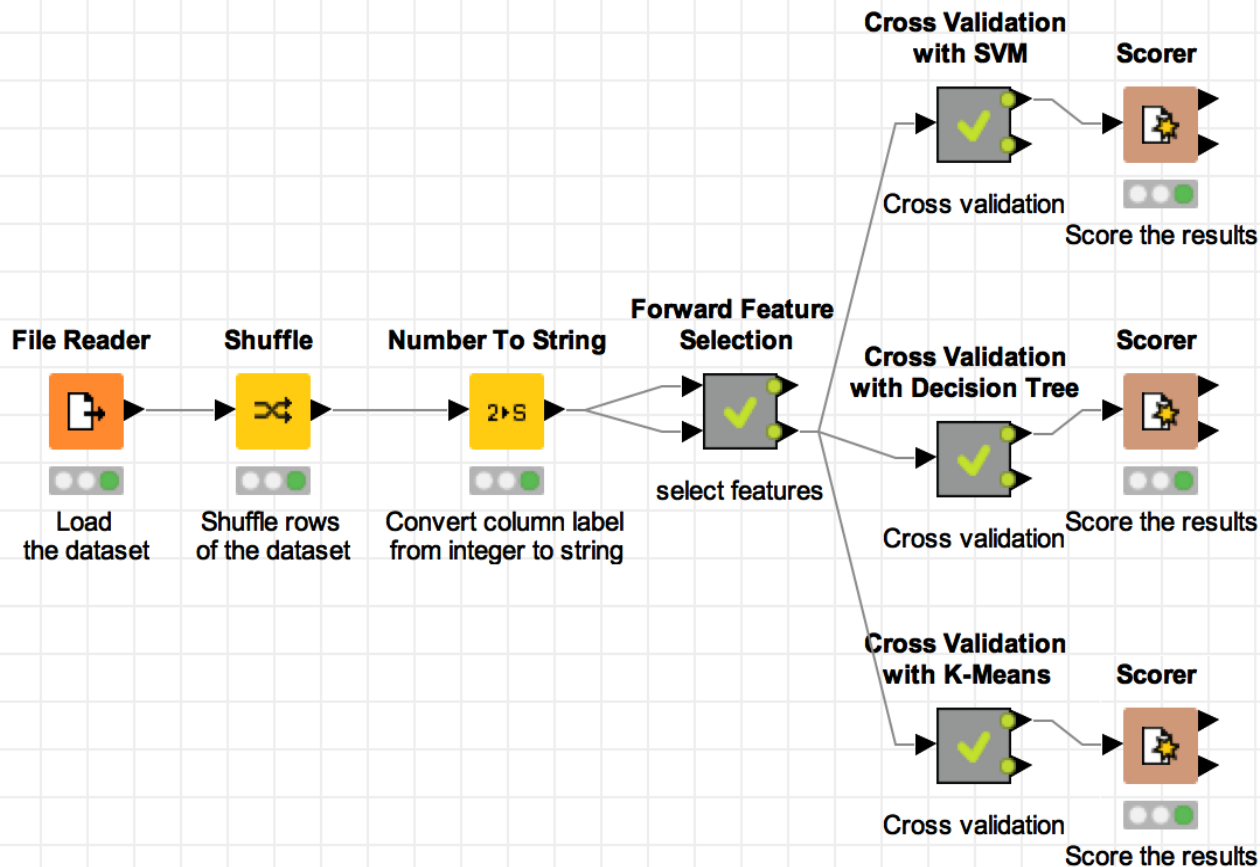 Cross Validation
with SVM
Scorer
Cross validation
Score the results
File Reader
Load
the dataset
Shuffle
Shuffle rows
of the dataset
Number To String
2▸S
Convert column label
from integer to string
Forward Feature
Selection
select features
Cross Validation
with Decision Tree
Scorer
Cross validation
Score the results
Cross Validation
with K-Means
Scorer
Cross validation
Score the results